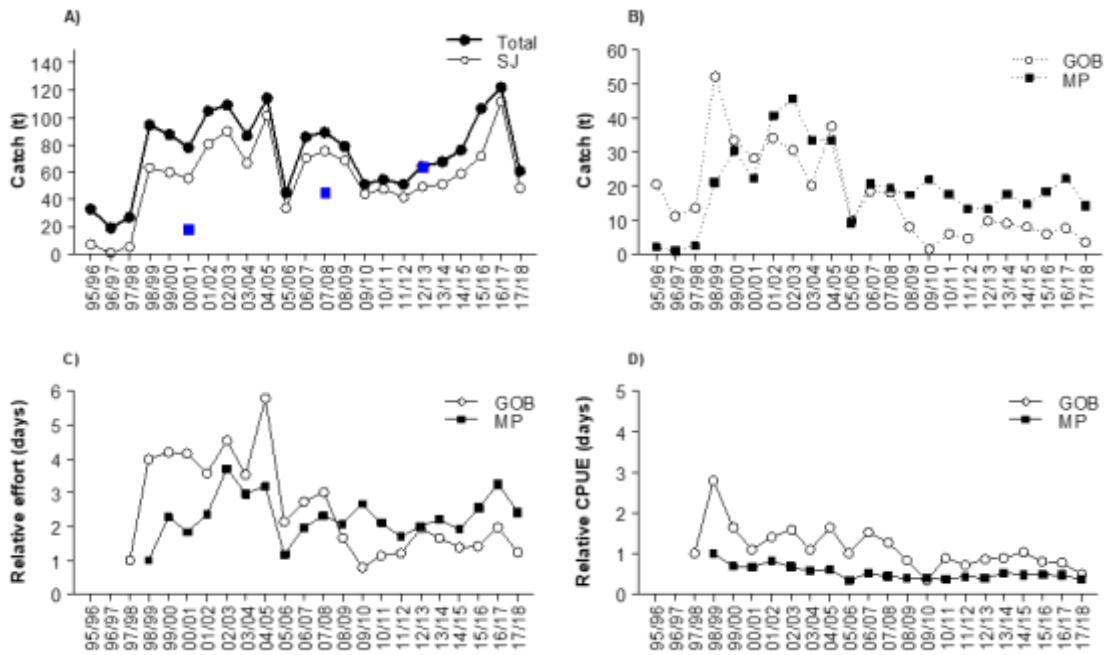 A)
Total
SJ
Catch (t)
140
120
100
80
60
40
20
0
95/96 96/97 97/98 98/99 99/00 00/01 01/02 02/03 03/04 04/05 05/06 06/07 07/08 08/09 09/10 10/11 11/12 12/13 13/14 14/15 15/16 16/17 17/18
B)
GOB
MP
Catch (t)
60
50
40
30
20
10
0
95/96 96/97 97/98 98/99 99/00 00/01 01/02 02/03 03/04 04/05 05/06 06/07 07/08 08/09 09/10 10/11 11/12 12/13 13/14 14/15 15/16 16/17 17/18
C)
GOB
MP
Relative effort (days)
6
5
4
3
2
1
0
95/96 96/97 97/98 98/99 99/00 00/01 01/02 02/03 03/04 04/05 05/06 06/07 07/08 08/09 09/10 10/11 11/12 12/13 13/14 14/15 15/16 16/17 17/18
D)
GOB
MP
Relative CPUE (days)
5
4
3
2
1
0
95/96 96/97 97/98 98/99 99/00 00/01 01/02 02/03 03/04 04/05 05/06 06/07 07/08 08/09 09/10 10/11 11/12 12/13 13/14 14/15 15/16 16/17 17/18